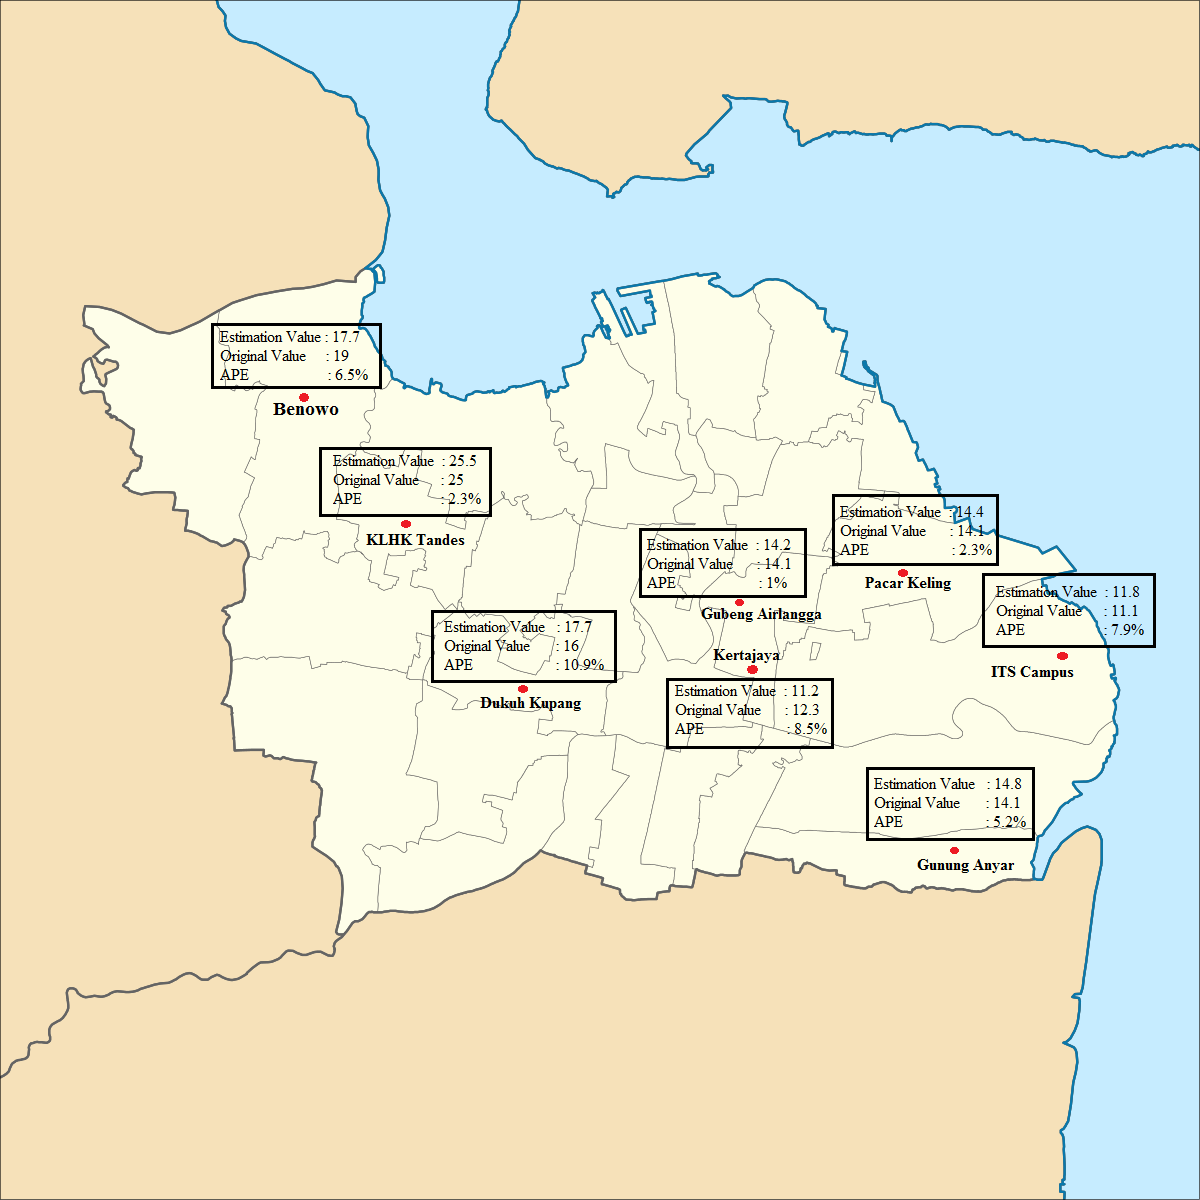 Estimation Value : 17.7
Original Value : 19
APE : 6.5%
Benowo
Estimation Value : 25.5
Original Value : 25
APE : 2.3%
KLHK Tandes
Estimation Value : 14.4
Original Value : 14.1
APE : 2.3%
Pacar Keling
Estimation Value : 14.2
Original Value : 14.1
APE : 1%
Gubeng Airlangga
Estimation Value : 11.8
Original Value : 11.1
APE : 7.9%
ITS Campus
Estimation Value : 17.7
Original Value : 16
APE : 10.9%
Dukuh Kupang
Kertajaya
Estimation Value : 11.2
Original Value : 12.3
APE : 8.5%
Estimation Value : 14.8
Original Value : 14.1
APE : 5.2%
Gunung Anyar